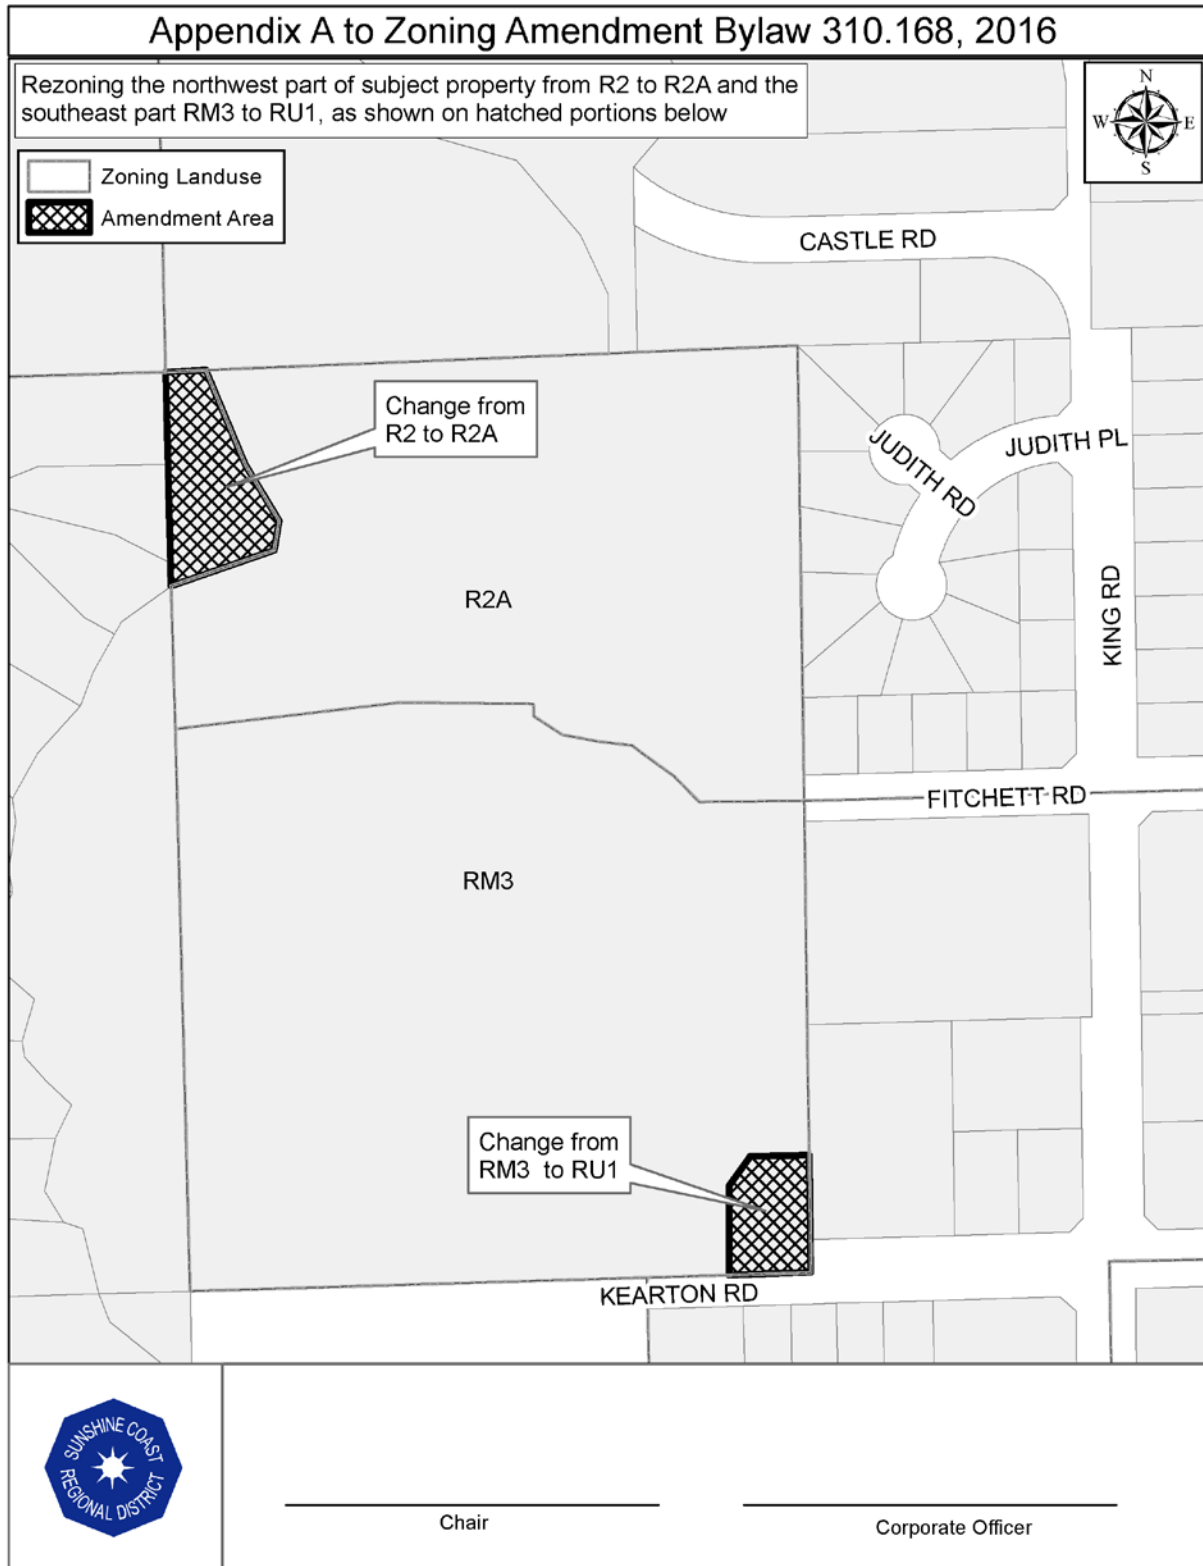 Appendix A to Zoning Amendment Bylaw 310.168, 2016
Rezoning the northwest part of subject property from R2 to R2A and the
southeast part RM3 to RU1, as shown on hatched portions below
N
W E
S
Zoning Landuse
Amendment Area
CASTLE RD
Change from
R2 to R2A
JUDITH RD
JUDITH PL
KING RD
R2A
FITCHETT RD
RM3
Change from
RM3 to RU1
KEARTON RD
SUNSHINE COAST
REGIONAL DISTRICT
Chair
Corporate Officer